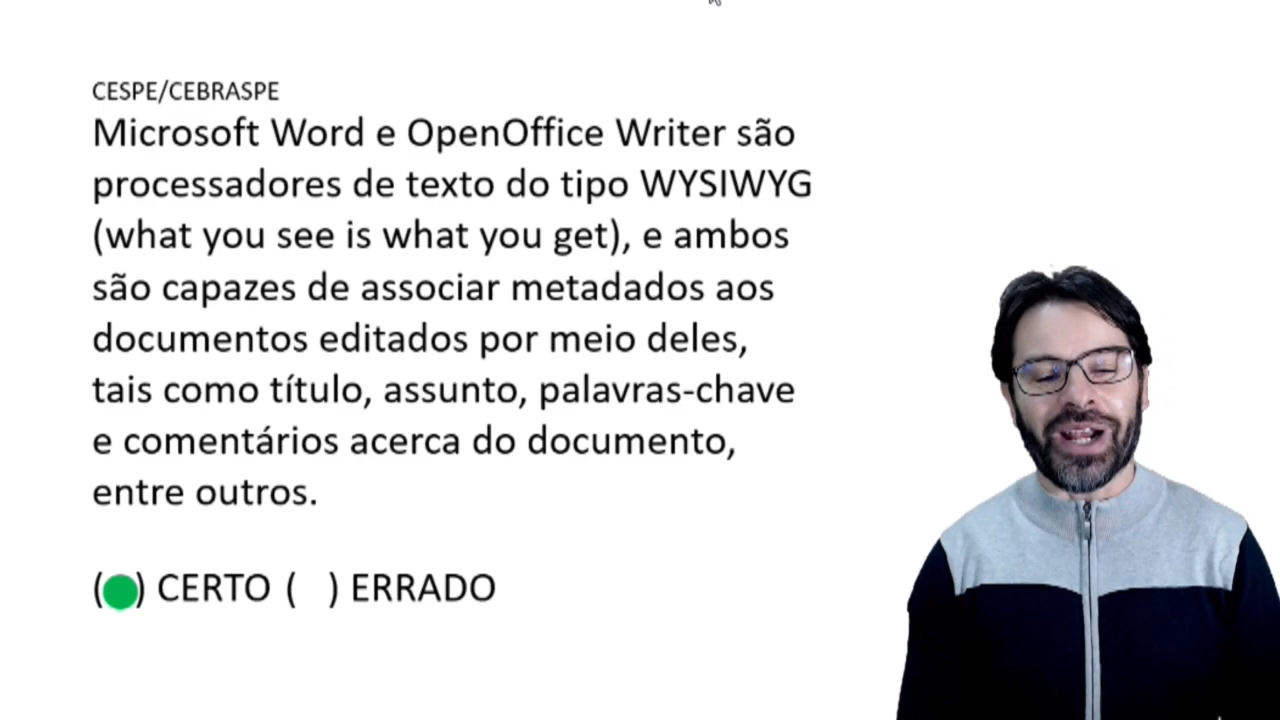 CESPE/CEBRASPE
Microsoft Word e OpenOffice Writer são
processadores de texto do tipo WYSIWYG
(what you see is what you get), e ambos
são capazes de associar metadados aos
documentos editados por meio deles,
tais como título, assunto, palavras-chave
e comentários acerca do documento,
entre outros.
( ) CERTO ( ) ERRADO